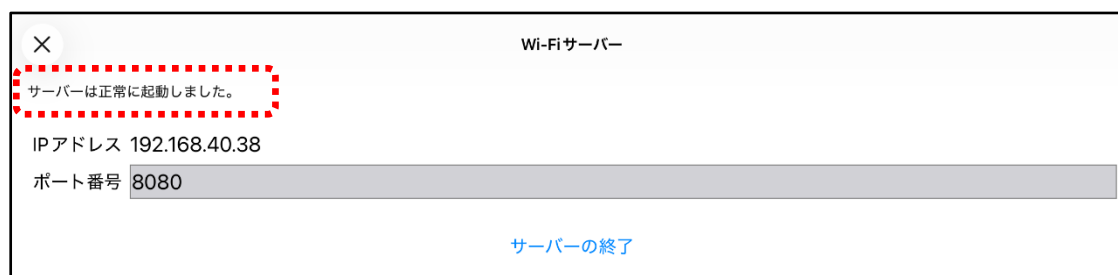 Wi-Fiサーバー
サーバーは正常に起動しました。
IPアドレス 192.168.40.38
ポート番号 8080
サーバーの終了